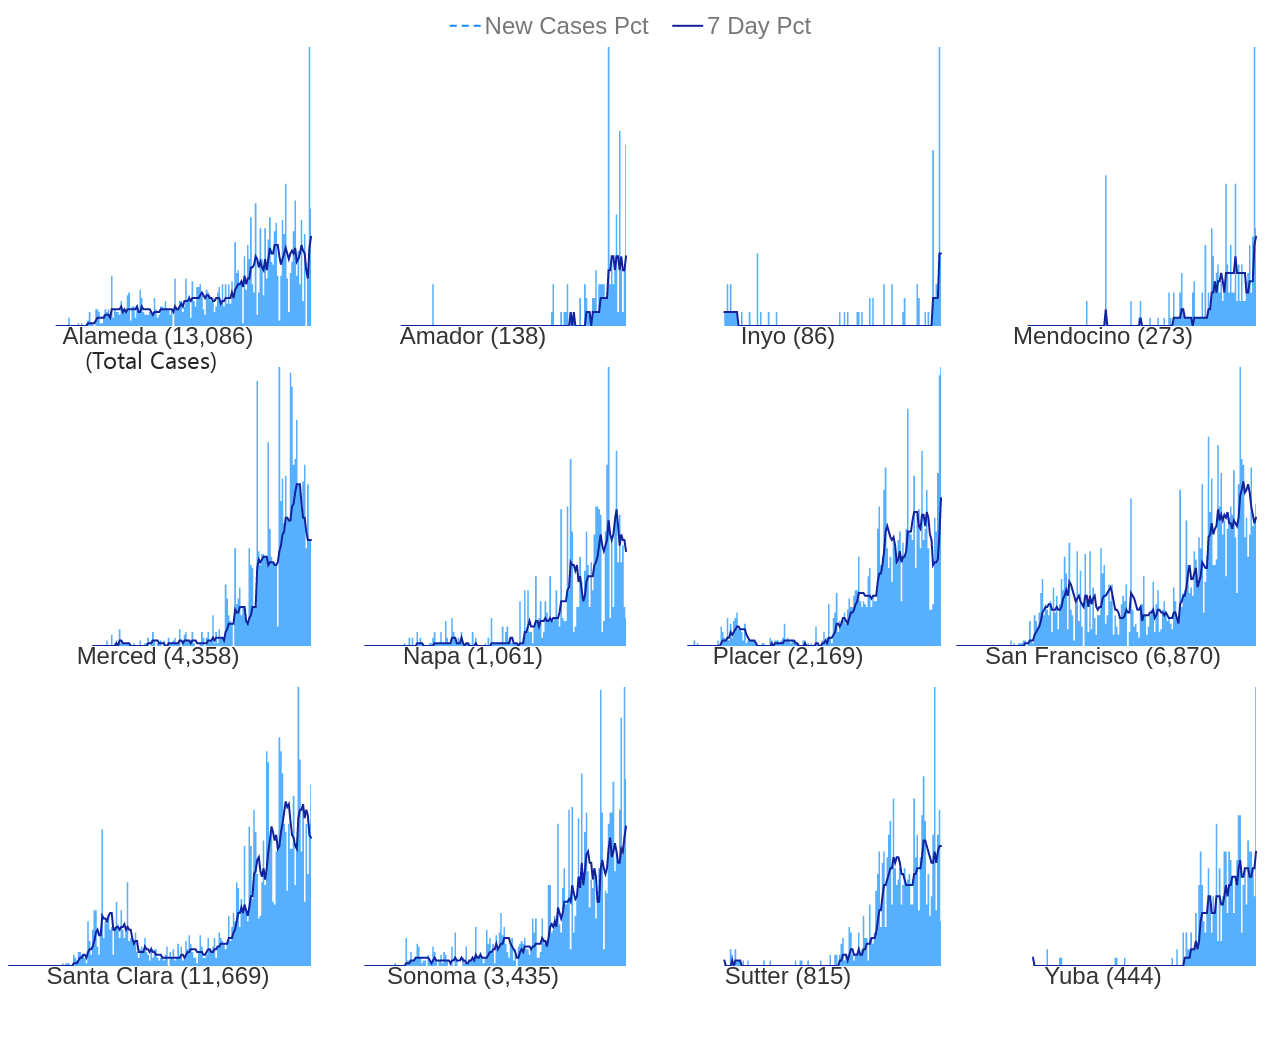 New Cases Pct 7 Day Pct
Alameda (13,086) Amador (138) Inyo (86) Mendocino (273)
(Total Cases)
Merced (4,358) Napa (1,061) Placer (2,169) San Francisco (6,870)
Santa Clara (11,669) Sonoma (3,435) Sutter (815) Yuba (444)